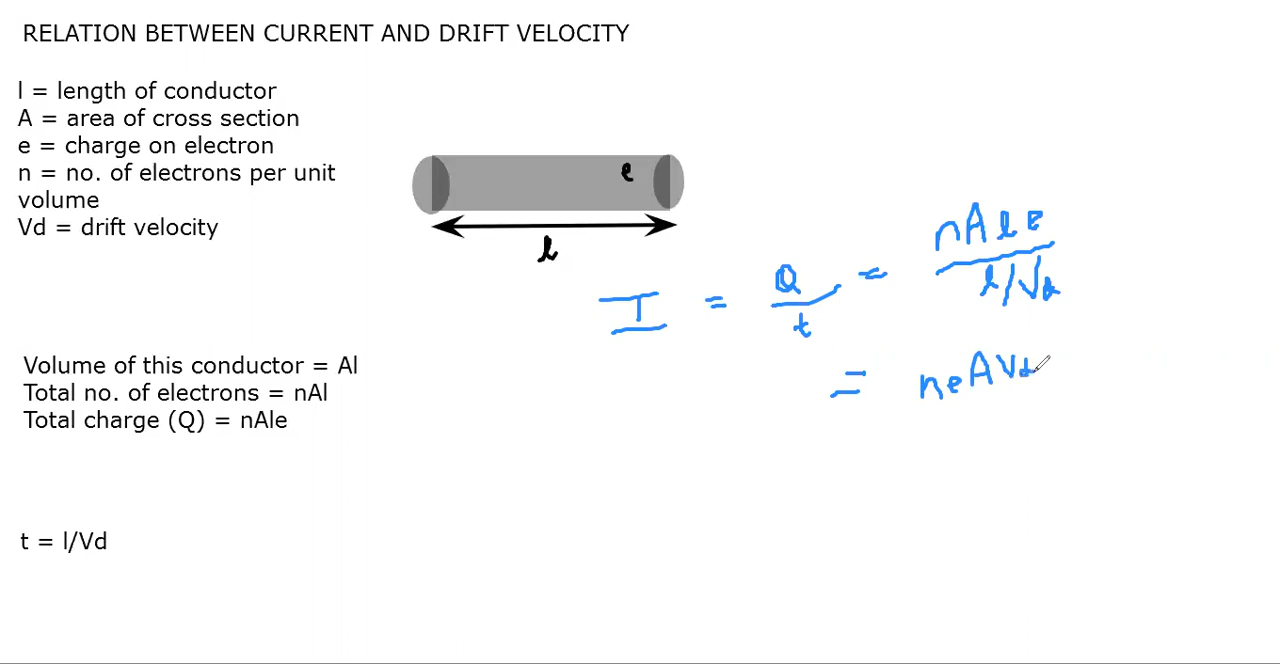 RELATION BETWEEN CURRENT AND DRIFT VELOCITY
l = length of conductor
A = area of cross section
e = charge on electron
n = no. of electrons per unit
volume
Vd = drift velocity
e
l
I = Q/t = nAle / l/Vd
= neAVd
Volume of this conductor = Al
Total no. of electrons = nAl
Total charge (Q) = nAle
t = l/Vd